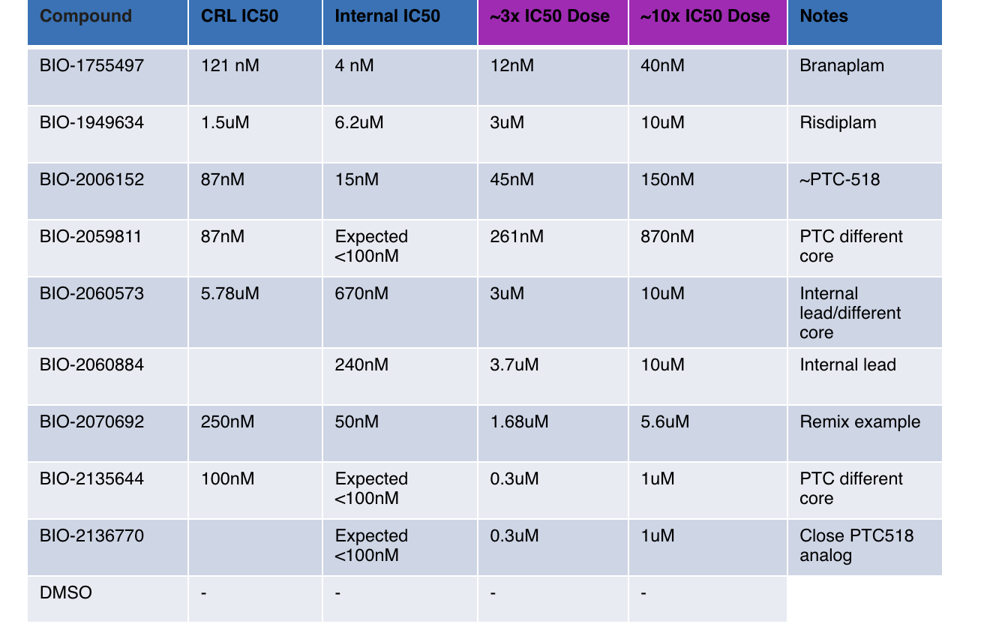 Compound CRL IC50 Internal IC50 ~3x IC50 Dose ~10x IC50 Dose Notes
BIO-1755497 121 nM 4 nM 12nM 40nM Branaplam
BIO-1949634 1.5uM 6.2uM 3uM 10uM Risdiplam
BIO-2006152 87nM 15nM 45nM 150nM ~PTC-518
BIO-2059811 87nM Expected 261nM 870nM PTC different
<100nM core
BIO-2060573 5.78uM 670nM 3uM 10uM Internal
lead/different
core
BIO-2060884 240nM 3.7uM 10uM Internal lead
BIO-2070692 250nM 50nM 1.68uM 5.6uM Remix example
BIO-2135644 100nM Expected 0.3uM 1uM PTC different
<100nM core
BIO-2136770 Expected 0.3uM 1uM Close PTC518
<100nM analog
DMSO - - - -